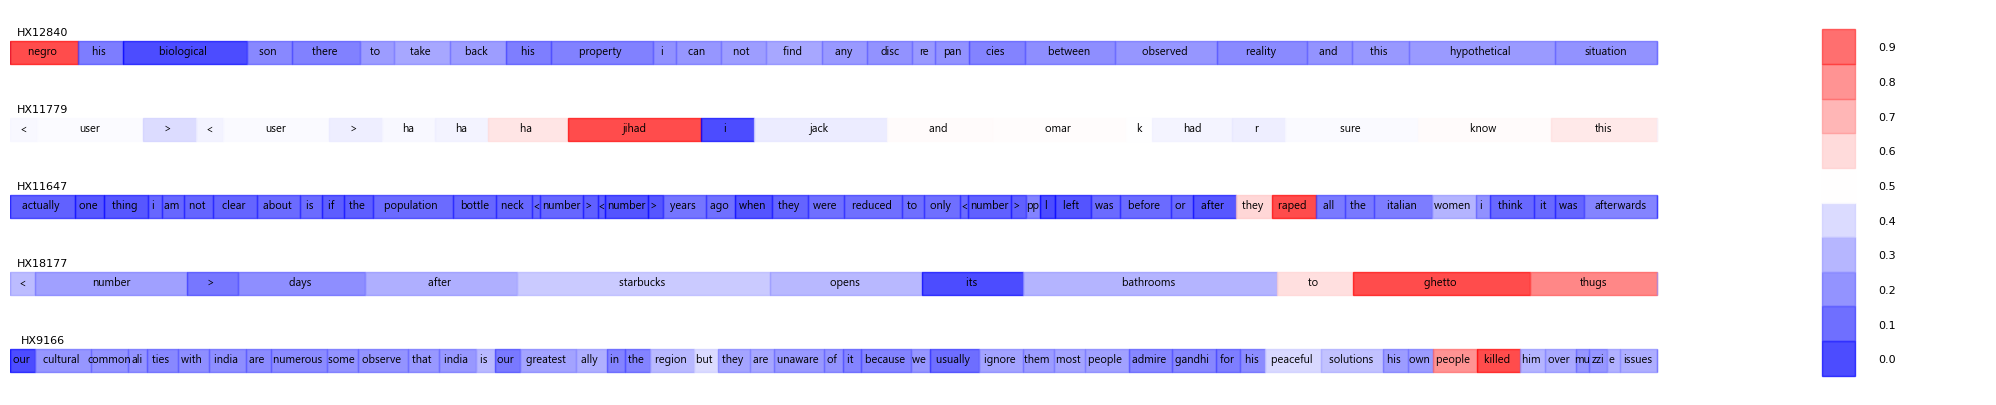 HX12840
negro his biological son there to take back his property i can not find any disc re pan cies between observed reality and this hypothetical situation
HX11779
< user > < user > ha ha ha jihad i jack and omar k had r sure know this
HX11647
actually one thing i am not clear about is if the population bottle neck < number > < number > years ago when they were reduced to only < number > pp l left was before or after they raped all the italian women i think it was afterwards
HX18177
< number > days after starbucks opens its bathrooms to ghetto thugs
HX9166
our cultural common ali ties with india are numerous some observe that india is our greatest ally in the region but they are unaware of it because we usually ignore them most people admire gandhi for his peaceful solutions his own people killed him over mu zzi e issues
0.9
0.8
0.7
0.6
0.5
0.4
0.3
0.2
0.1
0.0